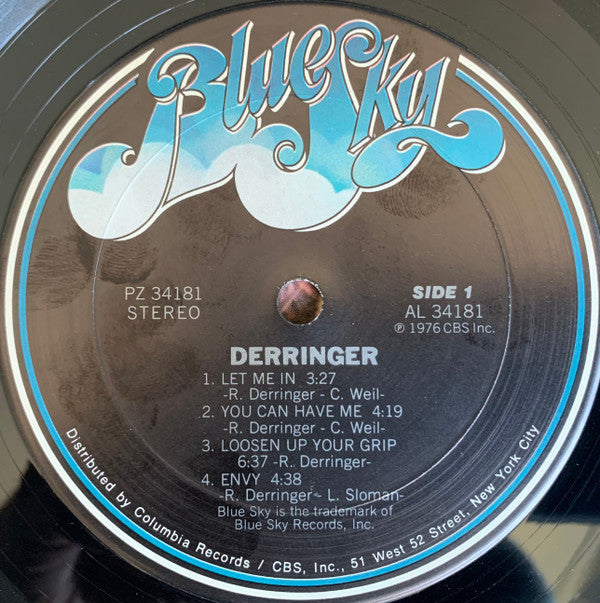 Blue Sky
PZ 34181
STEREO
SIDE 1
AL 34181
℗ 1976 CBS Inc.
DERRINGER
1. LET ME IN 3:27
-R. Derringer - C. Weil-
2. YOU CAN HAVE ME 4:19
-R. Derringer - C. Weil-
3. LOOSEN UP YOUR GRIP
6:37 -R. Derringer-
4. ENVY 4:38
-R. Derringer - L. Sloman-
Blue Sky is the trademark of
Blue Sky Records, Inc.
Distributed by Columbia Records / CBS, Inc., 51 West 52 Street, New York City